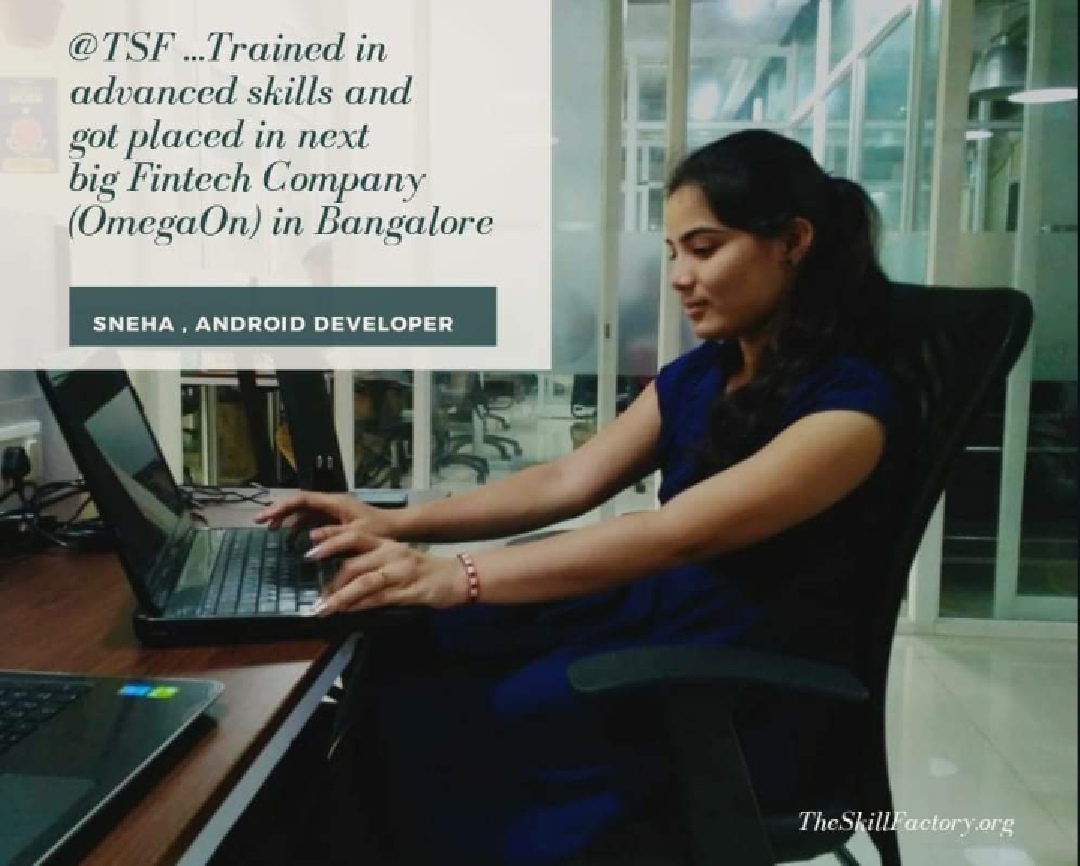 @TSF ...Trained in
advanced skills and
got placed in next
big Fintech Company
(OmegaOn) in Bangalore
SNEHA , ANDROID DEVELOPER
TheSkillFactory.org